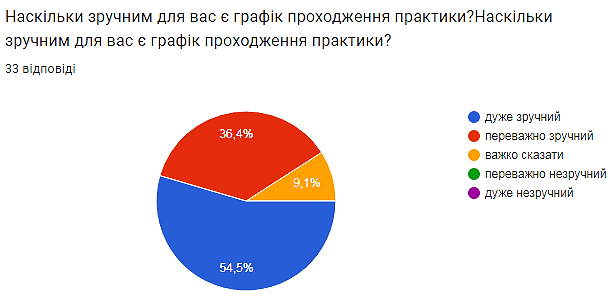 Наскільки зручним для вас є графік проходження практики?Наскільки
зручним для вас є графік проходження практики?
33 відповіді
36,4%
9,1%
54,5%
дуже зручний
переважно зручний
важко сказати
переважно незручний
дуже незручний